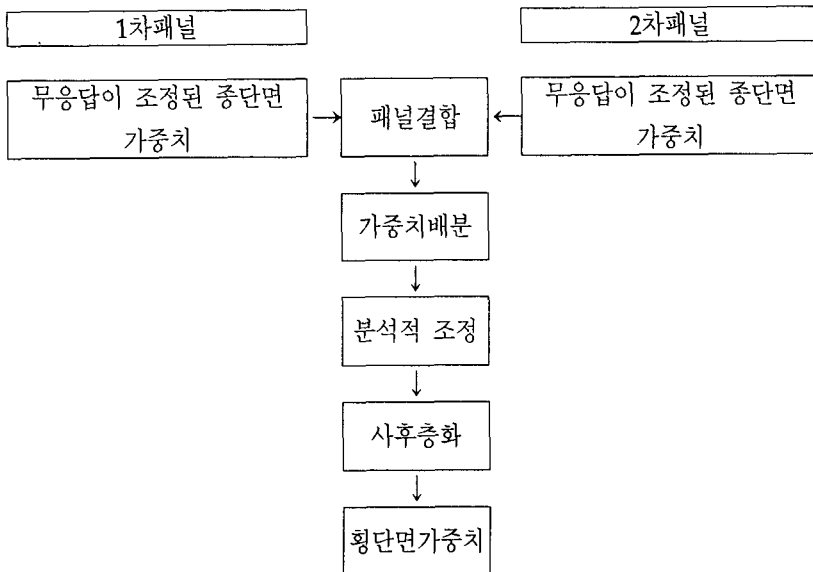 1차패널
2차패널
무응답이 조정된 종단면
가중치
→
패널결합
←
무응답이 조정된 종단면
가중치
↓
가중치배분
↓
분석적 조정
↓
사후층화
↓
횡단면가중치